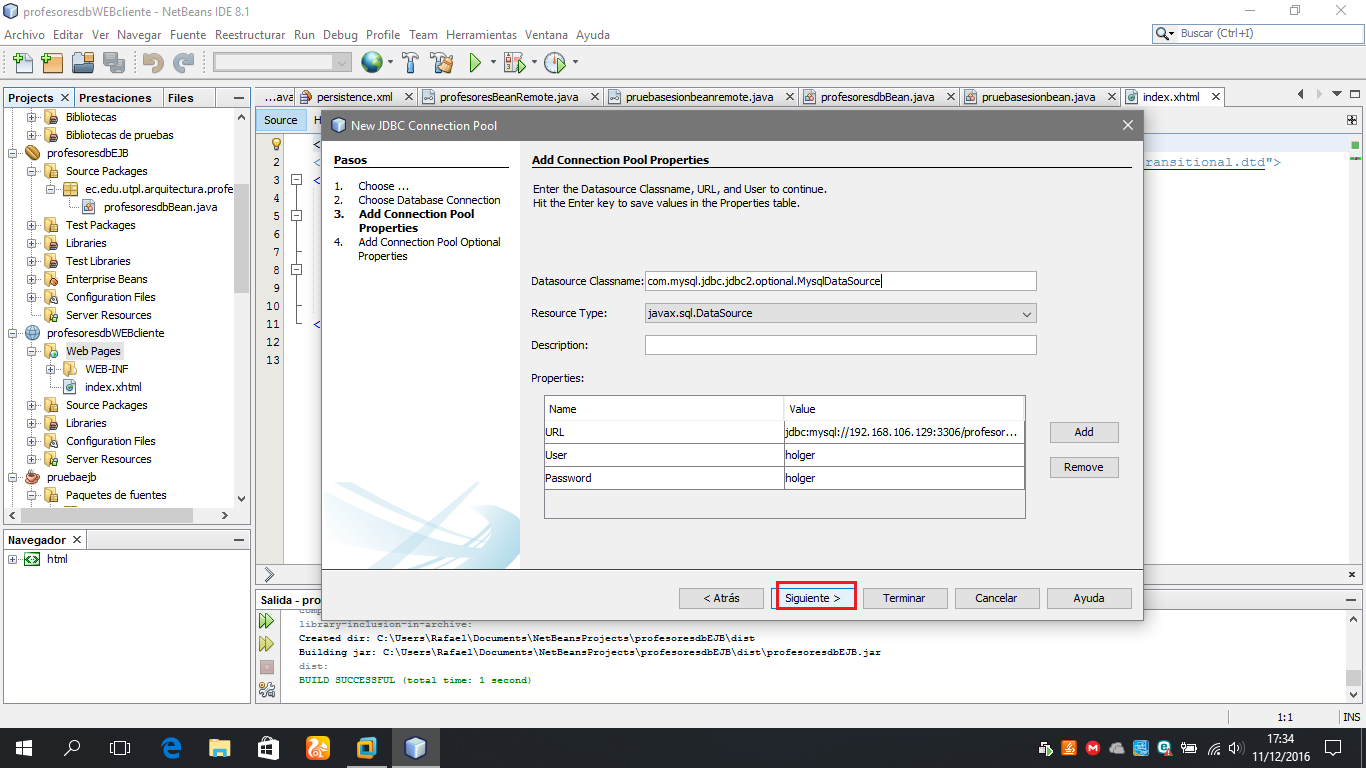 profesoresdbWEBcliente - NetBeans IDE 8.1
Archivo Editar Ver Navegar Fuente Reestructurar Run Debug Profile Team Herramientas Ventana Ayuda
Buscar (Ctrl+I)
Projects Prestaciones Files
...ava persistence.xml profesoresBeanRemote.java pruebasesionbeanremote.java profesoresdbBean.java pruebasesionbean.java index.xhtml
Source H
Bibliotecas
Bibliotecas de pruebas
profesoresdbEJB
Source Packages
ec.edu.utpl.arquitectura.profe
profesoresdbBean.java
Test Packages
Libraries
Test Libraries
Enterprise Beans
Configuration Files
Server Resources
profesoresdbWEBcliente
Web Pages
WEB-INF
index.xhtml
Source Packages
Libraries
Configuration Files
Server Resources
pruebaejb
Paquetes de fuentes
Navegador
html
1 <
2 < ransitional.dtd">
3 <
4
5
6
7
8
9
10
11 <
12
13
New JDBC Connection Pool
Pasos
1. Choose ...
2. Choose Database Connection
3. Add Connection Pool
Properties
4. Add Connection Pool Optional
Properties
Add Connection Pool Properties
Enter the Datasource Classname, URL, and User to continue.
Hit the Enter key to save values in the Properties table.
Datasource Classname: com.mysql.jdbc.jdbc2.optional.MysqlDataSource
Resource Type: javax.sql.DataSource
Description:
Properties:
Name Value
URL jdbc:mysql://192.168.106.129:3306/profesor...
User holger
Password holger
Add
Remove
< Atrás Siguiente > Terminar Cancelar Ayuda
Salida - pro
library-inclusion-in-archive:
Created dir: C:\Users\Rafael\Documents\NetBeansProjects\profesoresdbEJB\dist
Building jar: C:\Users\Rafael\Documents\NetBeansProjects\profesoresdbEJB\dist\profesoresdbEJB.jar
dist:
BUILD SUCCESSFUL (total time: 1 second)
1:1 INS
17:34
11/12/2016